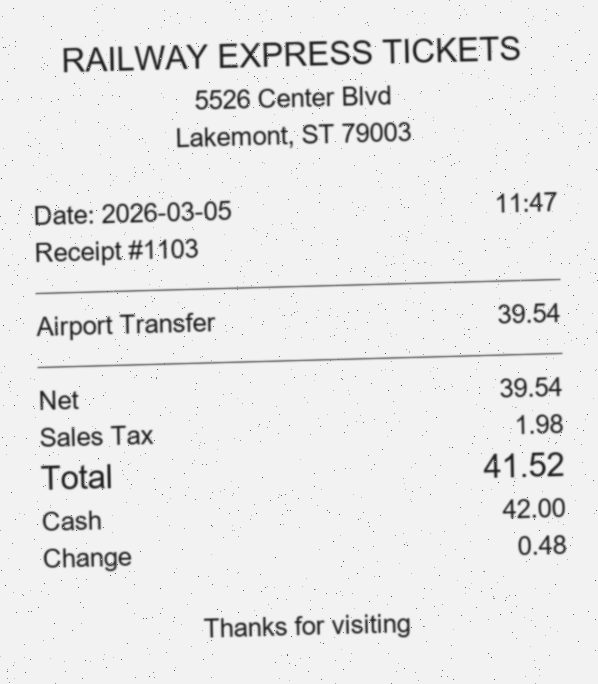 RAILWAY EXPRESS TICKETS
5526 Center Blvd
Lakemont, ST 79003
Date: 2026-03-05 11:47
Receipt #1103
Airport Transfer 39.54
Net 39.54
Sales Tax 1.98
Total 41.52
Cash 42.00
Change 0.48
Thanks for visiting